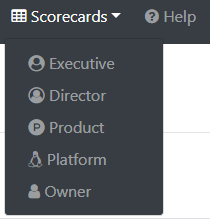 Scorecards Help
Executive
Director
Product
Platform
Owner